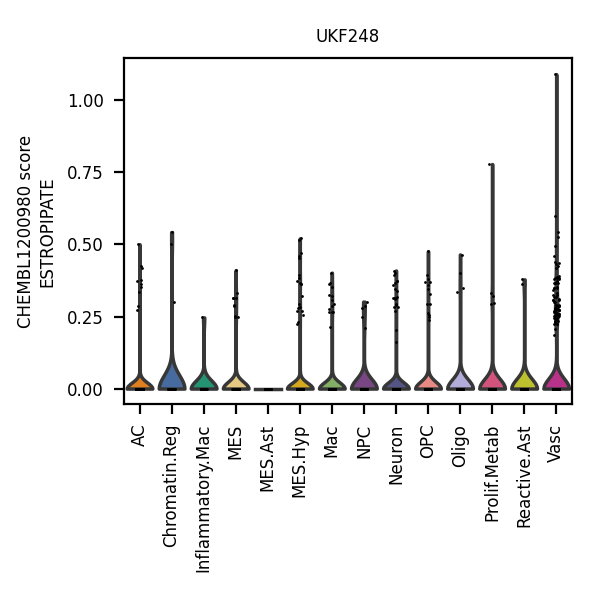 UKF248
CHEMBL1200980 score
ESTROPIPATE
1.00
0.75
0.50
0.25
0.00
AC
Chromatin.Reg
Inflammatory.Mac
MES
MES.Ast
MES.Hyp
Mac
NPC
Neuron
OPC
Oligo
Prolif.Metab
Reactive.Ast
Vasc